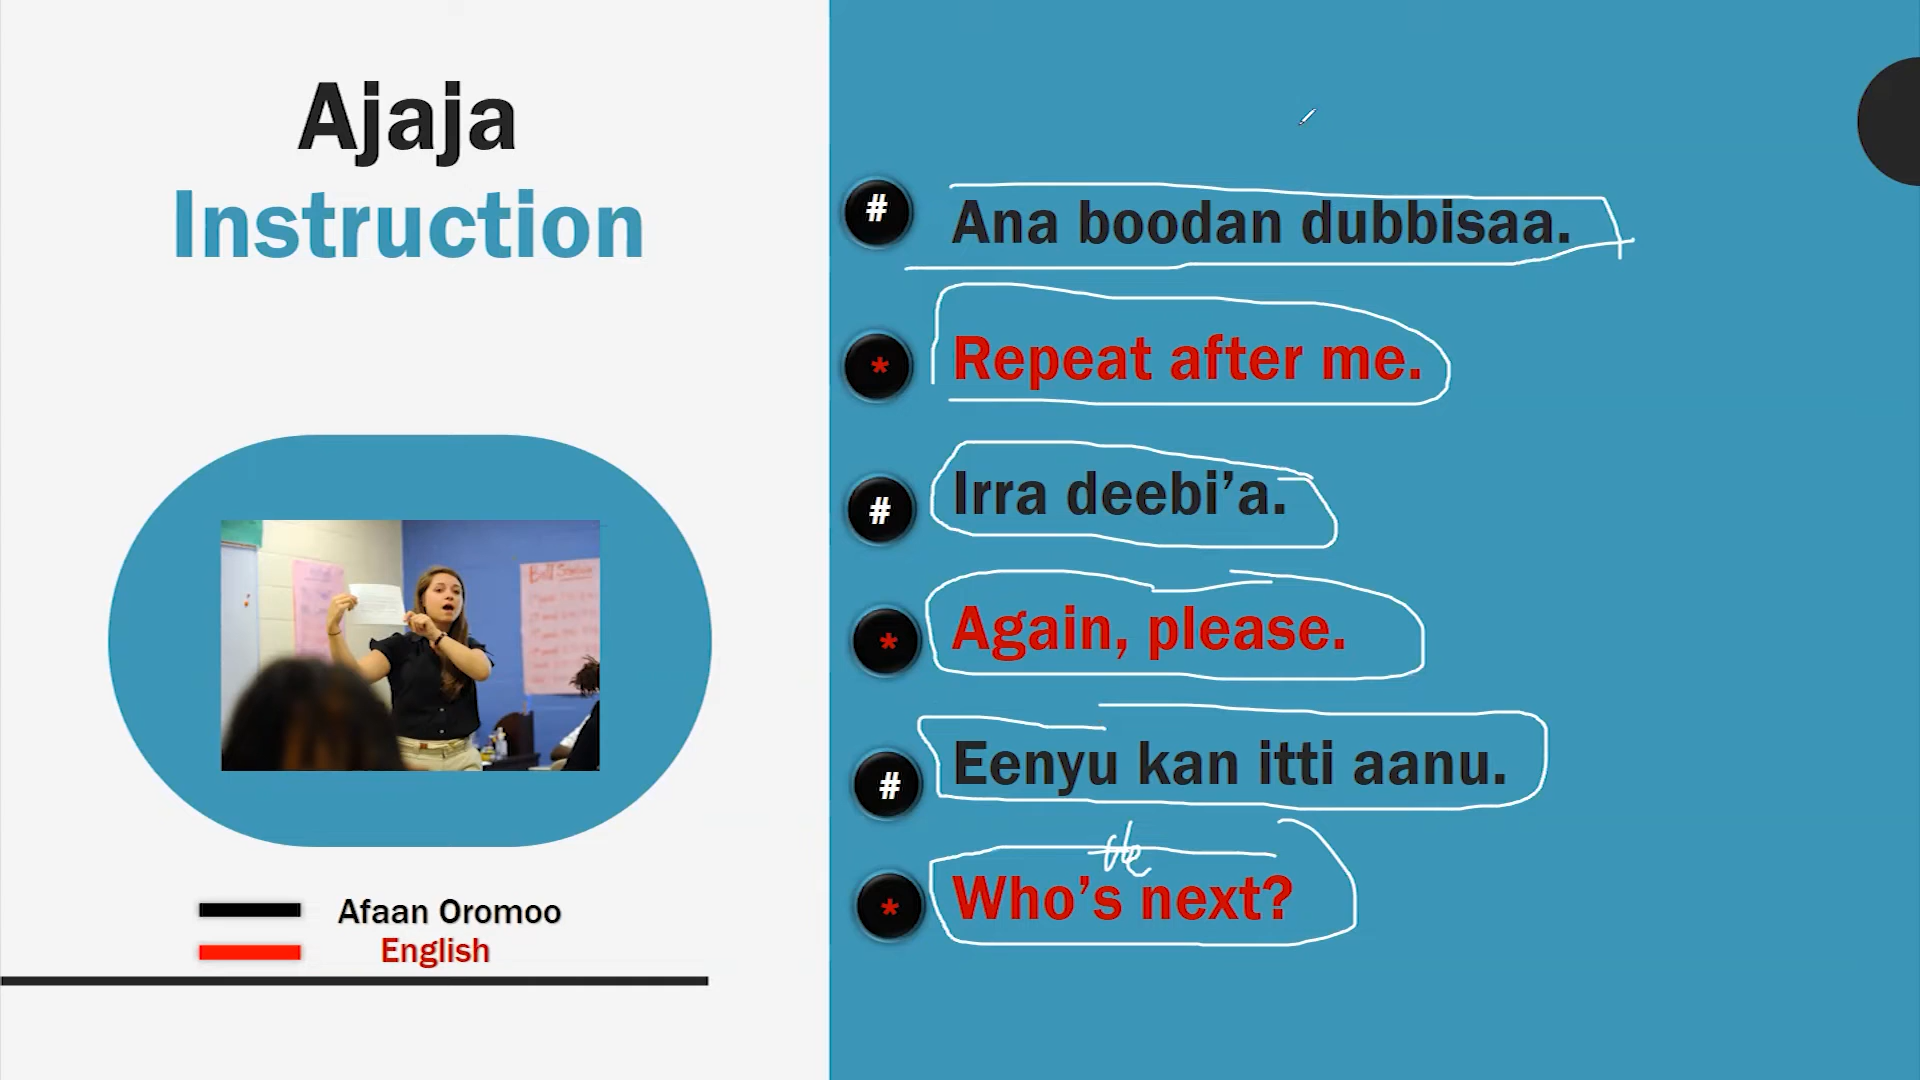 Ajaja
Instruction
Afaan Oromoo
English
# Ana boodan dubbisaa.
* Repeat after me.
# Irra deebi’a.
* Again, please.
# Eenyu kan itti aanu.
* Who’s next?